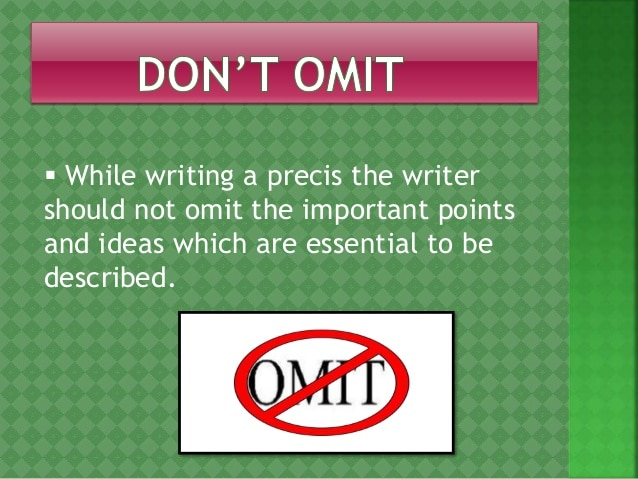 DON’T OMIT
▪ While writing a precis the writer
should not omit the important points
and ideas which are essential to be
described.
OMIT